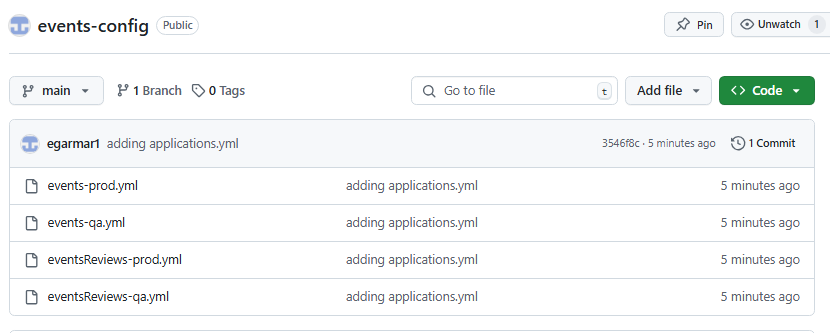 events-config Public Pin Unwatch 1
main 1 Branch 0 Tags Go to file t Add file Code
egarmar1 adding applications.yml 3546f8c · 5 minutes ago 1 Commit
events-prod.yml adding applications.yml 5 minutes ago
events-qa.yml adding applications.yml 5 minutes ago
eventsReviews-prod.yml adding applications.yml 5 minutes ago
eventsReviews-qa.yml adding applications.yml 5 minutes ago